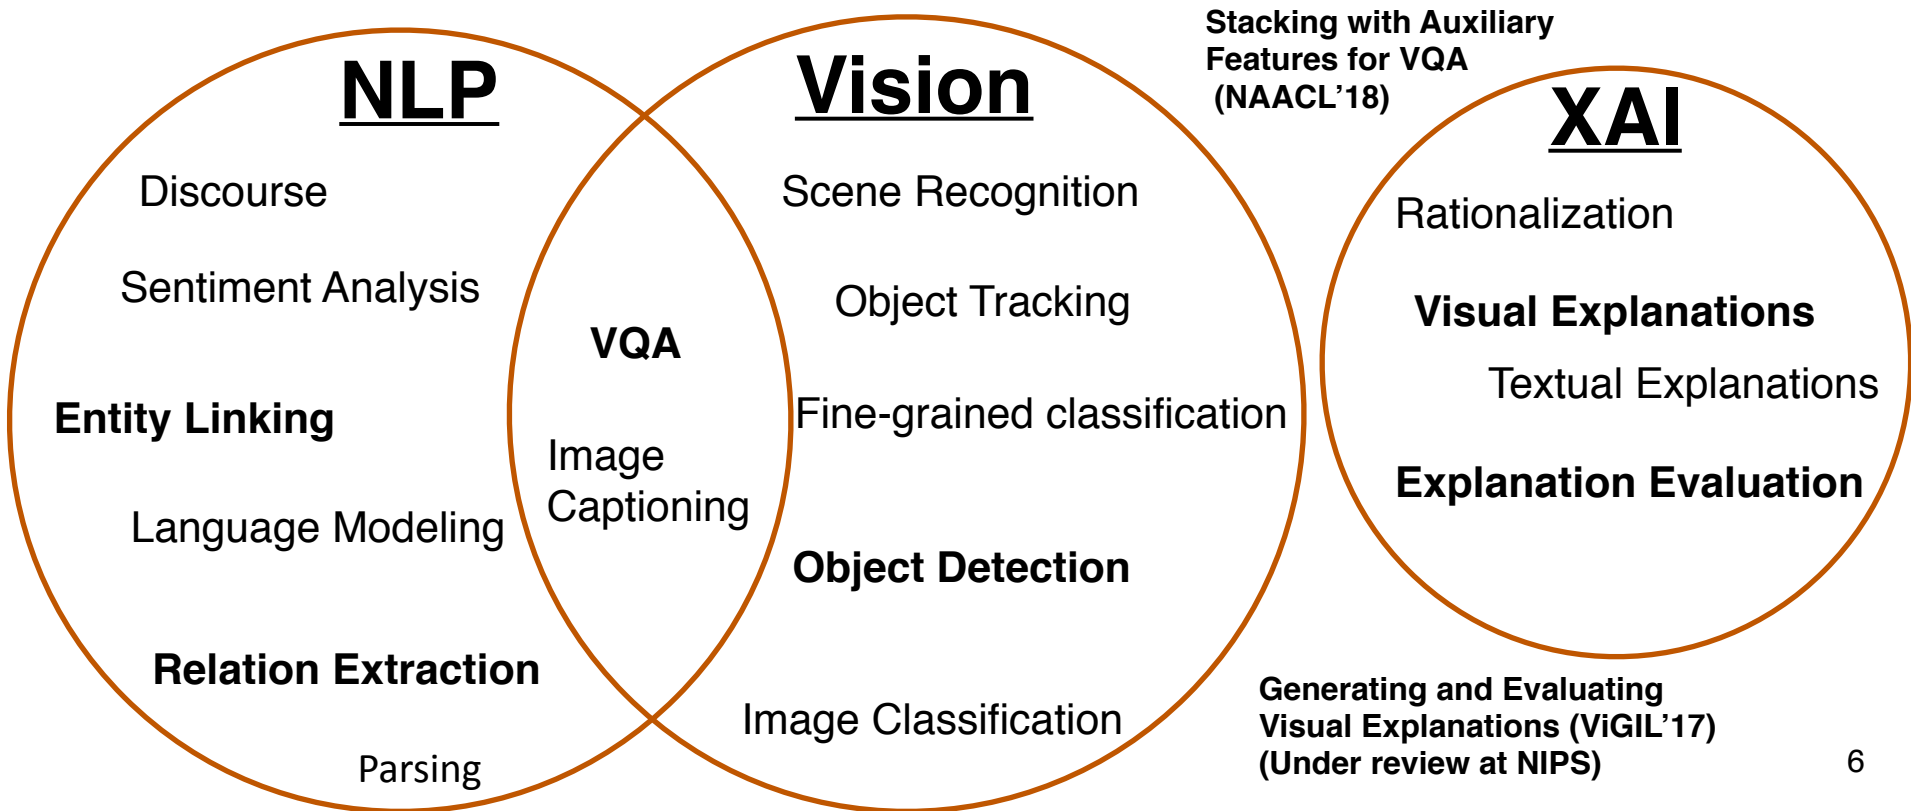 NLP
Discourse
Sentiment Analysis
Entity Linking
Language Modeling
Relation Extraction
Parsing
VQA
Image
Captioning
Vision
Scene Recognition
Object Tracking
Fine-grained classification
Object Detection
Image Classification
Stacking with Auxiliary
Features for VQA
(NAACL'18)
XAI
Rationalization
Visual Explanations
Textual Explanations
Explanation Evaluation
Generating and Evaluating
Visual Explanations (ViGIL'17)
(Under review at NIPS)
6